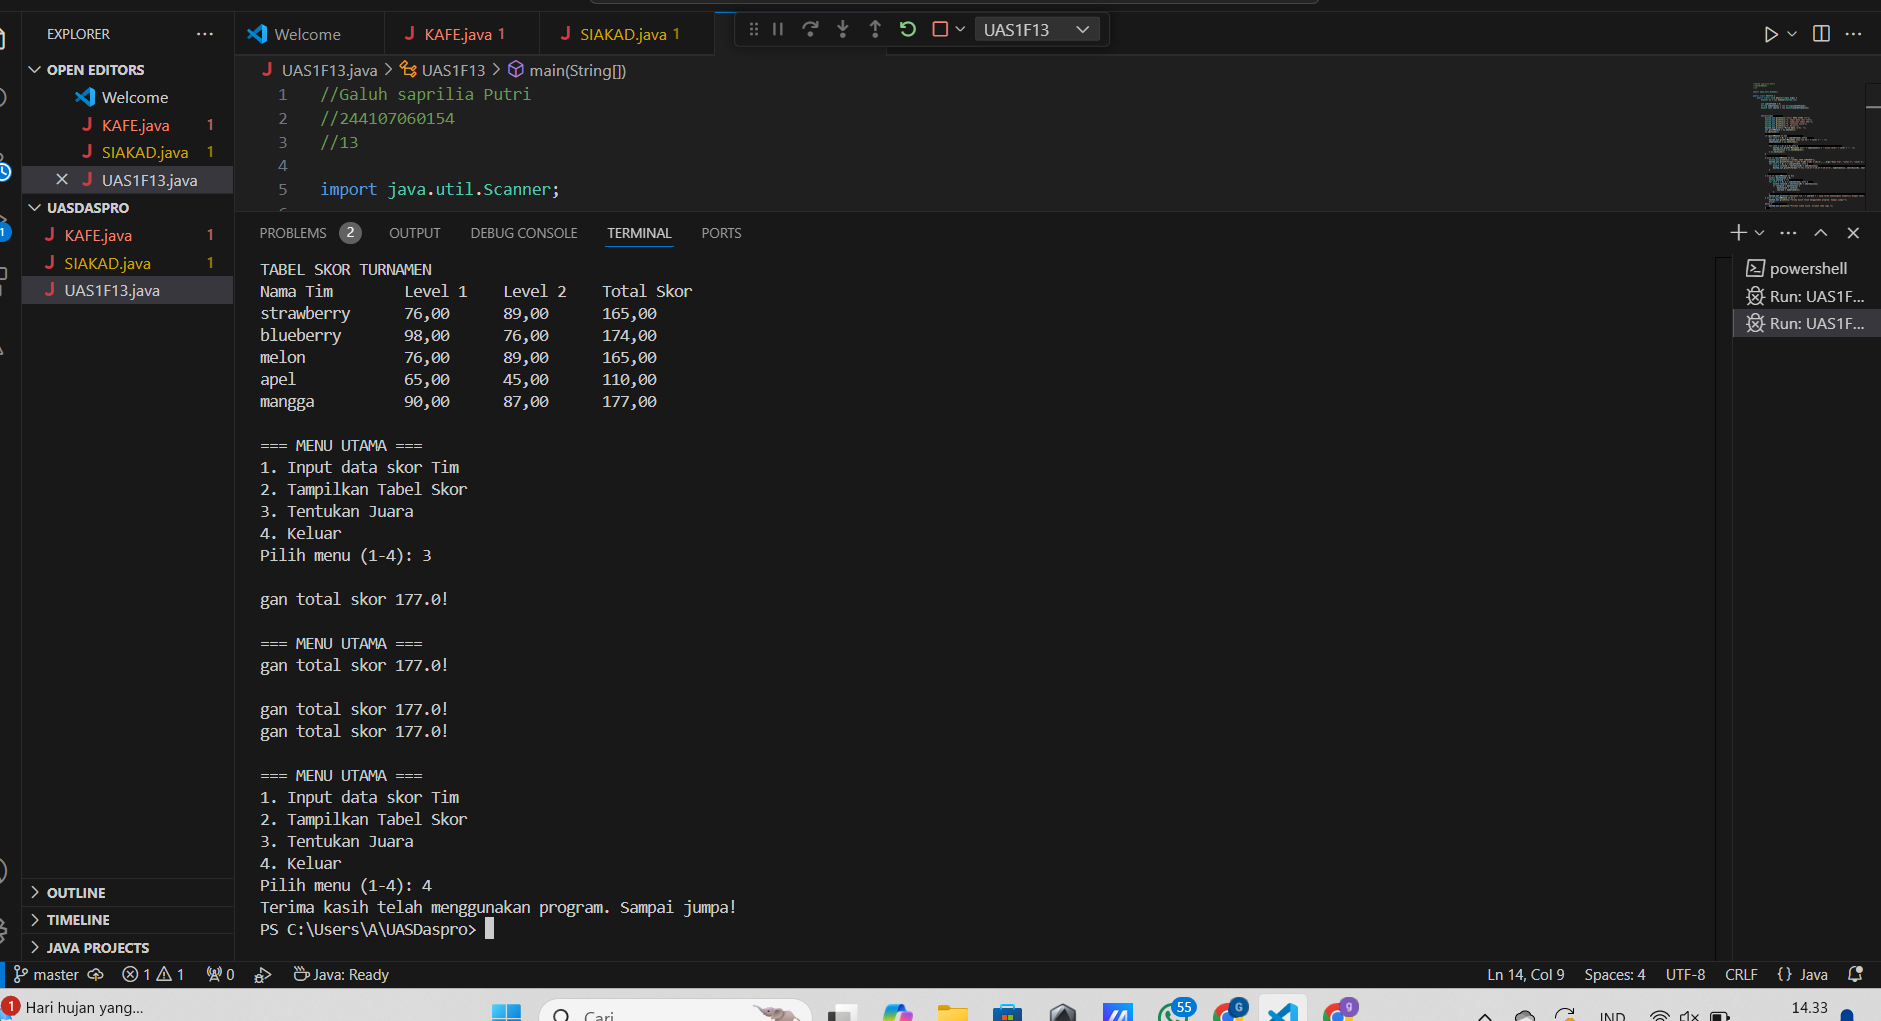 EXPLORER
OPEN EDITORS
Welcome
KAFE.java 1
SIAKAD.java 1
UAS1F13.java
UASDASPRO
KAFE.java 1
SIAKAD.java 1
UAS1F13.java
OUTLINE
TIMELINE
JAVA PROJECTS
Welcome
KAFE.java 1
SIAKAD.java 1
UAS1F13
UAS1F13.java > UAS1F13 > main(String[])
1 //Galuh saprilia Putri
2 //244107060154
3 //13
4
5 import java.util.Scanner;
PROBLEMS 2 OUTPUT DEBUG CONSOLE TERMINAL PORTS
TABEL SKOR TURNAMEN
Nama Tim Level 1 Level 2 Total Skor
strawberry 76,00 89,00 165,00
blueberry 98,00 76,00 174,00
melon 76,00 89,00 165,00
apel 65,00 45,00 110,00
mangga 90,00 87,00 177,00
=== MENU UTAMA ===
1. Input data skor Tim
2. Tampilkan Tabel Skor
3. Tentukan Juara
4. Keluar
Pilih menu (1-4): 3
gan total skor 177.0!
=== MENU UTAMA ===
gan total skor 177.0!
gan total skor 177.0!
gan total skor 177.0!
=== MENU UTAMA ===
1. Input data skor Tim
2. Tampilkan Tabel Skor
3. Tentukan Juara
4. Keluar
Pilih menu (1-4): 4
Terima kasih telah menggunakan program. Sampai jumpa!
PS C:\Users\A\UASDaspro>
powershell
Run: UAS1F...
Run: UAS1F...
master 1 1 0 Java: Ready
Ln 14, Col 9 Spaces: 4 UTF-8 CRLF {} Java
1 Hari hujan yang...
Cari
55
G
g
IND
14.33